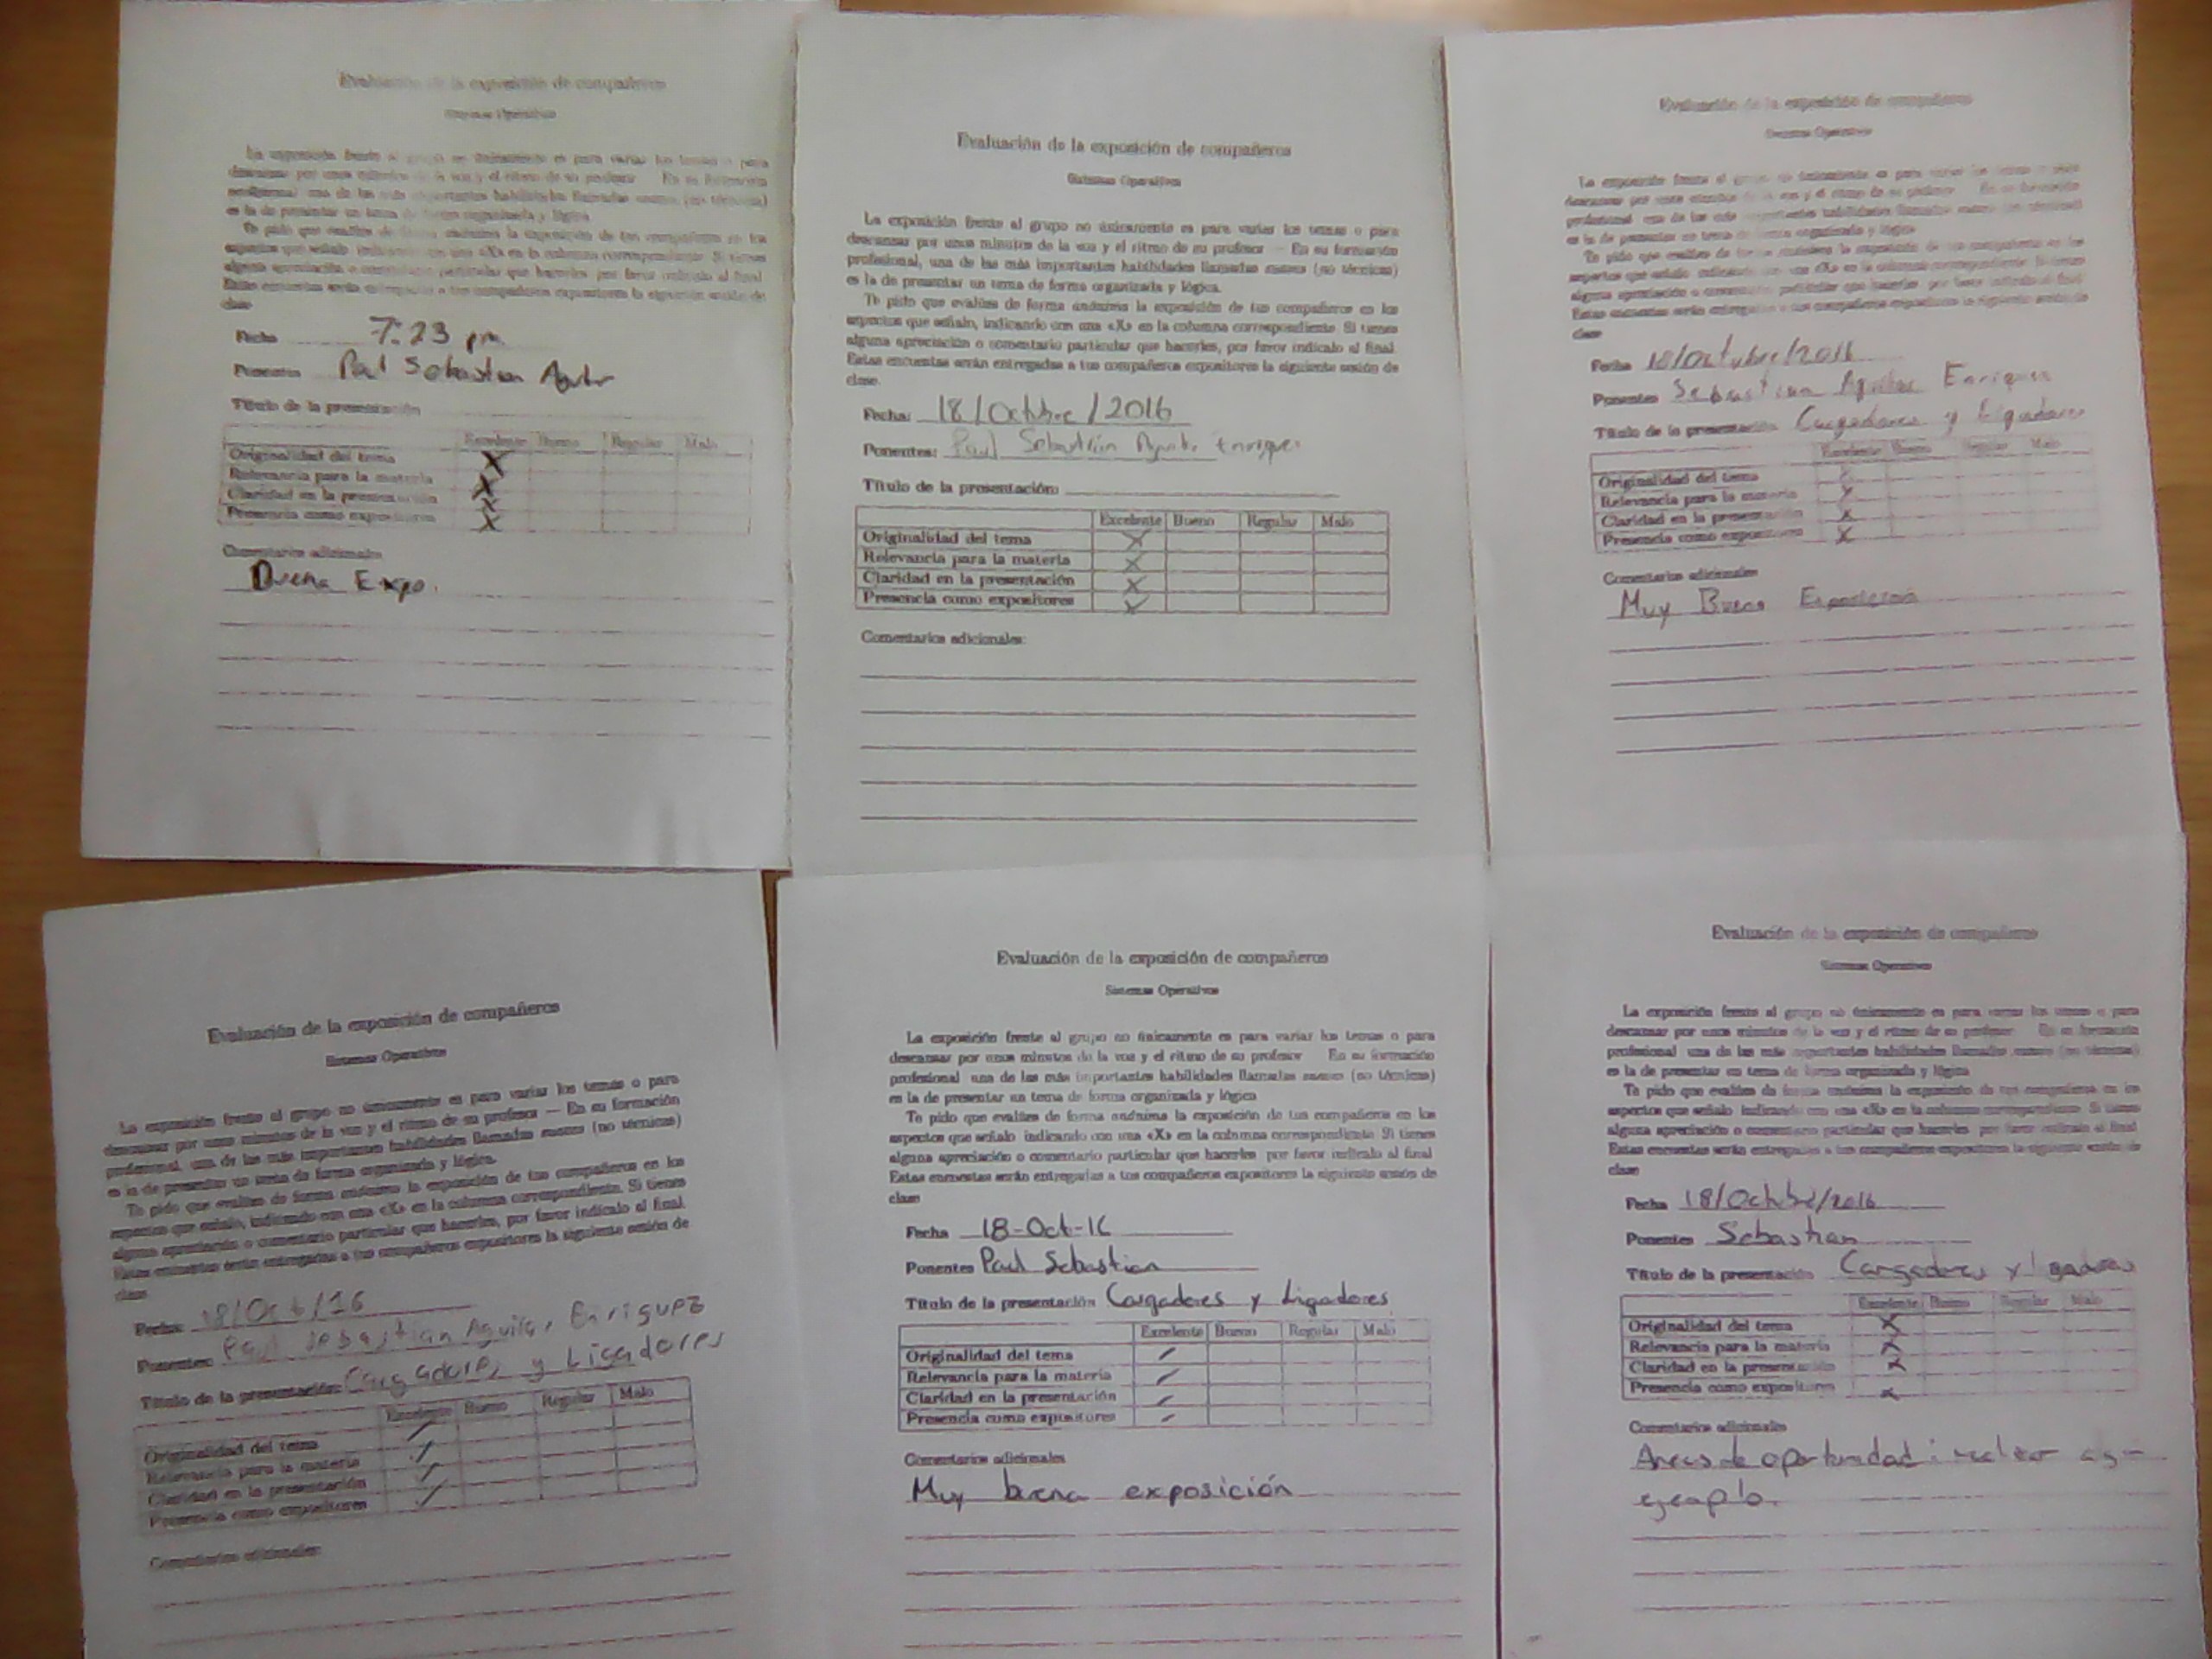 Evaluación de la exposición de compañeros
Sistemas Operativos
La exposición frente al grupo no únicamente es para variar los temas o para
descansar por unos minutos de la voz y el ritmo de su profesor En su formación
profesional una de las más importantes habilidades llamadas suaves (no técnicas)
es la de presentar un tema de forma organizada y lógica
Te pido que evalúes de forma anónima la exposición de tus compañeros en los
aspectos que señalo indicando con una «X» en la columna correspondiente Si tienes
alguna apreciación o comentario particular que hacerles por favor indícalo al final
Estas encuestas serán entregadas a tus compañeros expositores la siguiente sesión de
clase
Fecha 7:23 pm
Ponentes Paul Sebastian Aguilar
Título de la presentación
Excelente Bueno Regular Malo
Originalidad del tema X
Relevancia para la materia X
Claridad en la presentación X
Presencia como expositores X
Comentarios adicionales
Buena Expo.
Evaluación de la exposición de compañeros
Sistemas Operativos
La exposición frente al grupo no únicamente es para variar los temas o para
descansar por unos minutos de la voz y el ritmo de su profesor — En su formación
profesional, una de las más importantes habilidades llamadas suaves (no técnicas)
es la de presentar un tema de forma organizada y lógica.
Te pido que evalúes de forma anónima la exposición de tus compañeros en los
aspectos que señalo, indicando con una «X» en la columna correspondiente. Si tienes
alguna apreciación o comentario particular que hacerles, por favor indícalo al final.
Estas encuestas serán entregadas a tus compañeros expositores la siguiente sesión de
clase.
Fecha: 18/Octubre/2016
Ponentes: Paul Sebastián Aguilar Enríquez
Título de la presentación:
Excelente Bueno Regular Malo
Originalidad del tema X
Relevancia para la materia X
Claridad en la presentación X
Presencia como expositores X
Comentarios adicionales:
Evaluación de la exposición de compañeros
Sistemas Operativos
La exposición frente al grupo no únicamente es para variar los temas o para
descansar por unos minutos de la voz y el ritmo de su profesor En su formación
profesional una de las más importantes habilidades llamadas suaves (no técnicas)
es la de presentar un tema de forma organizada y lógica
Te pido que evalúes de forma anónima la exposición de tus compañeros en los
aspectos que señalo indicando con una «X» en la columna correspondiente Si tienes
alguna apreciación o comentario particular que hacerles por favor indícalo al final
Estas encuestas serán entregadas a tus compañeros expositores la siguiente sesión de
clase
Fecha 18/Octubre/2016
Ponentes Sebastian Aguilar Enriquez
Título de la presentación Cargadores y Ligadores
Excelente Bueno Regular Malo
Originalidad del tema X
Relevancia para la materia X
Claridad en la presentación X
Presencia como expositores X
Comentarios adicionales
Muy Buena Exposición
Evaluación de la exposición de compañeros
Sistemas Operativos
La exposición frente al grupo no únicamente es para variar los temas o para
descansar por unos minutos de la voz y el ritmo de su profesor — En su formación
profesional, una de las más importantes habilidades llamadas suaves (no técnicas)
es la de presentar un tema de forma organizada y lógica.
Te pido que evalúes de forma anónima la exposición de tus compañeros en los
aspectos que señalo, indicando con una «X» en la columna correspondiente. Si tienes
alguna apreciación o comentario particular que hacerles, por favor indícalo al final.
Estas encuestas serán entregadas a tus compañeros expositores la siguiente sesión de
clase.
Fecha: 18/Oct/16
Ponentes: Paul Sebastian Aguilar Enriguez
Título de la presentación: Cargadores y Ligadores
Excelente Bueno Regular Malo
Originalidad del tema /
Relevancia para la materia /
Claridad en la presentación /
Presencia como expositores /
Comentarios adicionales:
Evaluación de la exposición de compañeros
Sistemas Operativos
La exposición frente al grupo no únicamente es para variar los temas o para
descansar por unos minutos de la voz y el ritmo de su profesor En su formación
profesional una de las más importantes habilidades llamadas suaves (no técnicas)
es la de presentar un tema de forma organizada y lógica
Te pido que evalúes de forma anónima la exposición de tus compañeros en los
aspectos que señalo indicando con una «X» en la columna correspondiente Si tienes
alguna apreciación o comentario particular que hacerles por favor indícalo al final
Estas encuestas serán entregadas a tus compañeros expositores la siguiente sesión de
clase
Fecha 18-Oct-16
Ponentes Paul Sebastian
Título de la presentación Cargadores y Ligadores
Excelente Bueno Regular Malo
Originalidad del tema /
Relevancia para la materia /
Claridad en la presentación /
Presencia como expositores /
Comentarios adicionales
Muy buena exposición
Evaluación de la exposición de compañeros
Sistemas Operativos
La exposición frente al grupo no únicamente es para variar los temas o para
descansar por unos minutos de la voz y el ritmo de su profesor En su formación
profesional una de las más importantes habilidades llamadas suaves (no técnicas)
es la de presentar un tema de forma organizada y lógica
Te pido que evalúes de forma anónima la exposición de tus compañeros en los
aspectos que señalo indicando con una «X» en la columna correspondiente Si tienes
alguna apreciación o comentario particular que hacerles por favor indícalo al final
Estas encuestas serán entregadas a tus compañeros expositores la siguiente sesión de
clase
Fecha 18/Octubre/2016
Ponentes Sebastian
Título de la presentación Cargadores y ligadores
Excelente Bueno Regular Malo
Originalidad del tema X
Relevancia para la materia X
Claridad en la presentación X
Presencia como expositores X
Comentarios adicionales
Areas de oportunidad:
ejemplo.